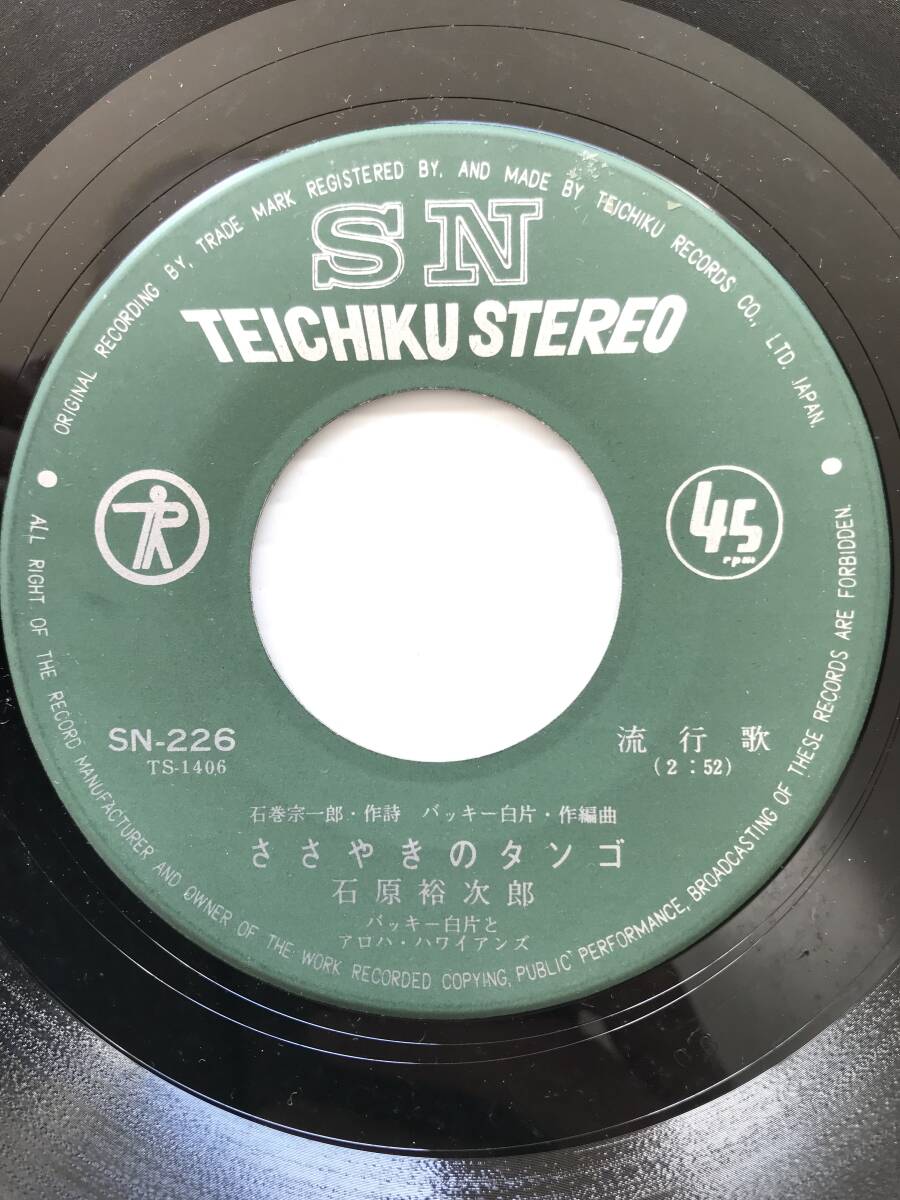 ORIGINAL RECORDING BY, TRADE MARK REGISTERED BY, AND MADE BY TEICHIKU RECORDS CO., LTD. JAPAN.
SN
TEICHIKU STEREO
45
rpm
SN-226
TS-1406
流行歌
(2:52)
石巻宗一郎・作詩 バッキー白片・作編曲
ささやきのタンゴ
石原裕次郎
バッキー白片と
アロハ・ハワイアンズ
ALL RIGHT OF THE RECORD MANUFACTURER AND OWNER OF THE WORK RECORDED COPYING, PUBLIC PERFORMANCE, BROADCASTING OF THESE RECORDS ARE FORBIDDEN.